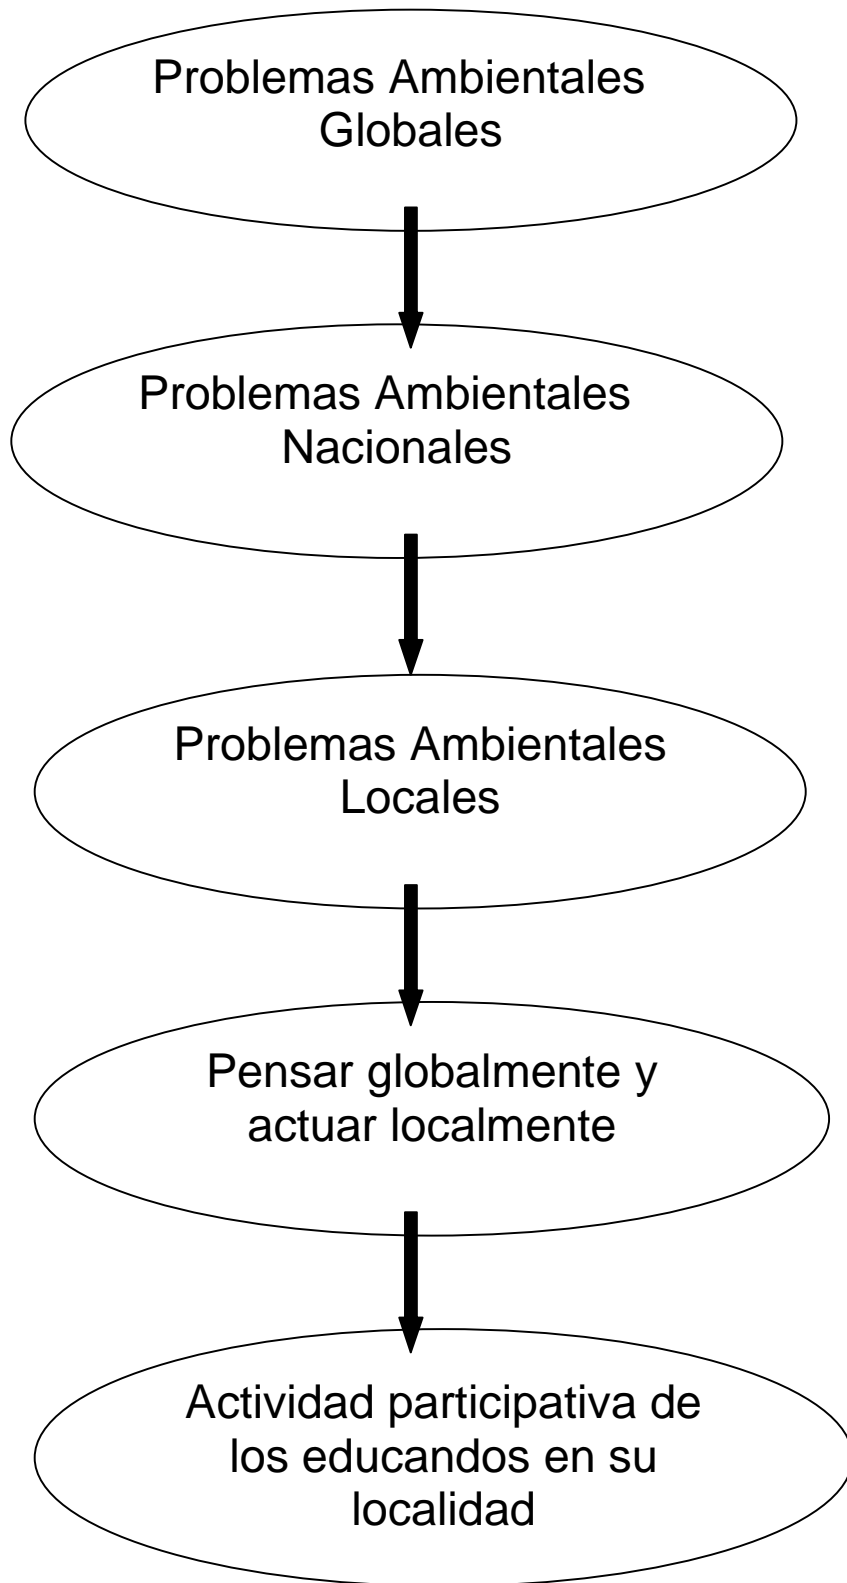 Problemas Ambientales
Globales
Problemas Ambientales
Nacionales
Problemas Ambientales
Locales
Pensar globalmente y
actuar localmente
Actividad participativa de
los educandos en su
localidad